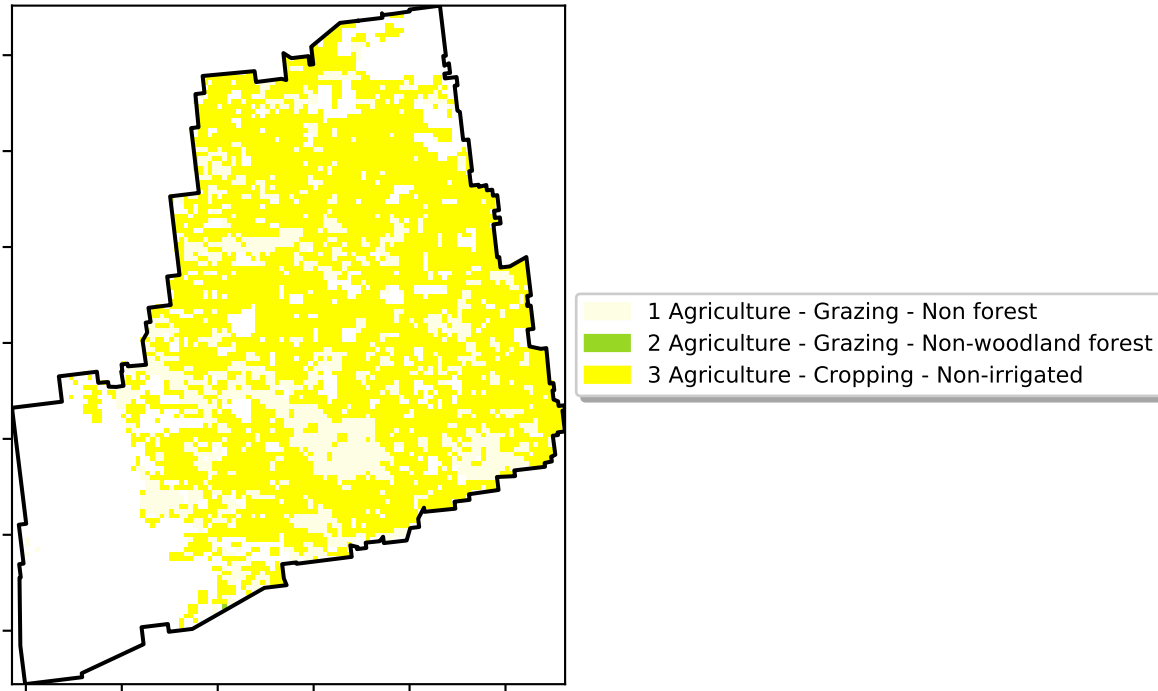 1 Agriculture - Grazing - Non forest
2 Agriculture - Grazing - Non-woodland forest
3 Agriculture - Cropping - Non-irrigated